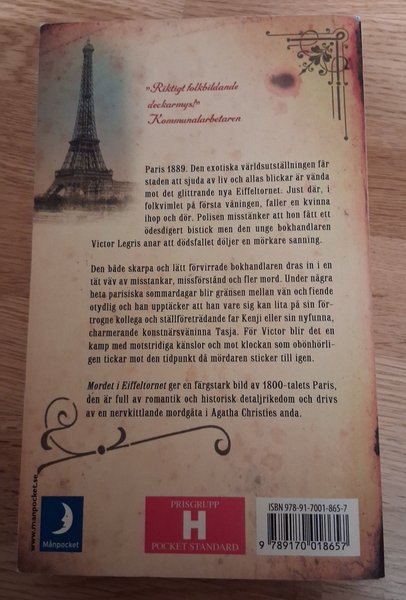 "Riktigt folkbildande
deckarmys!"
Kommunalarbetaren
Paris 1889. Den exotiska världsutställningen får
staden att sjuda av liv och allas blickar är vända
mot det glittrande nya Eiffeltornet. Just där, i
folkvimlet på första våningen, faller en kvinna
ihop och dör. Polisen misstänker att hon fått ett
ödesdigert bistick men den unge bokhandlaren
Victor Legris anar att dödsfallet döljer en mörkare sanning.
Den både skarpa och lätt förvirrade bokhandlaren dras in i en
tät väv av misstankar, missförstånd och fler mord. Under några
heta parisiska sommardagar blir gränsen mellan vän och fiende
otydlig och han upptäcker att han vare sig kan lita på sin för-
trogne kollega och ställföreträdande far Kenji eller sin nyfunna,
charmerande konstnärsväninna Tasja. För Victor blir det en
kamp med motstridiga känslor och mot klockan som obönhörli-
gen tickar mot den tidpunkt då mördaren sticker till igen.
Mordet i Eiffeltornet ger en färgstark bild av 1800-talets Paris,
den är full av romantik och historisk detaljrikedom och drivs
av en nervkittlande mordgåta i Agatha Christies anda.
www.manpocket.se
Månpocket
PRISGRUPP
H
POCKET STANDARD
ISBN 978-91-7001-865-7
9 789170 018657